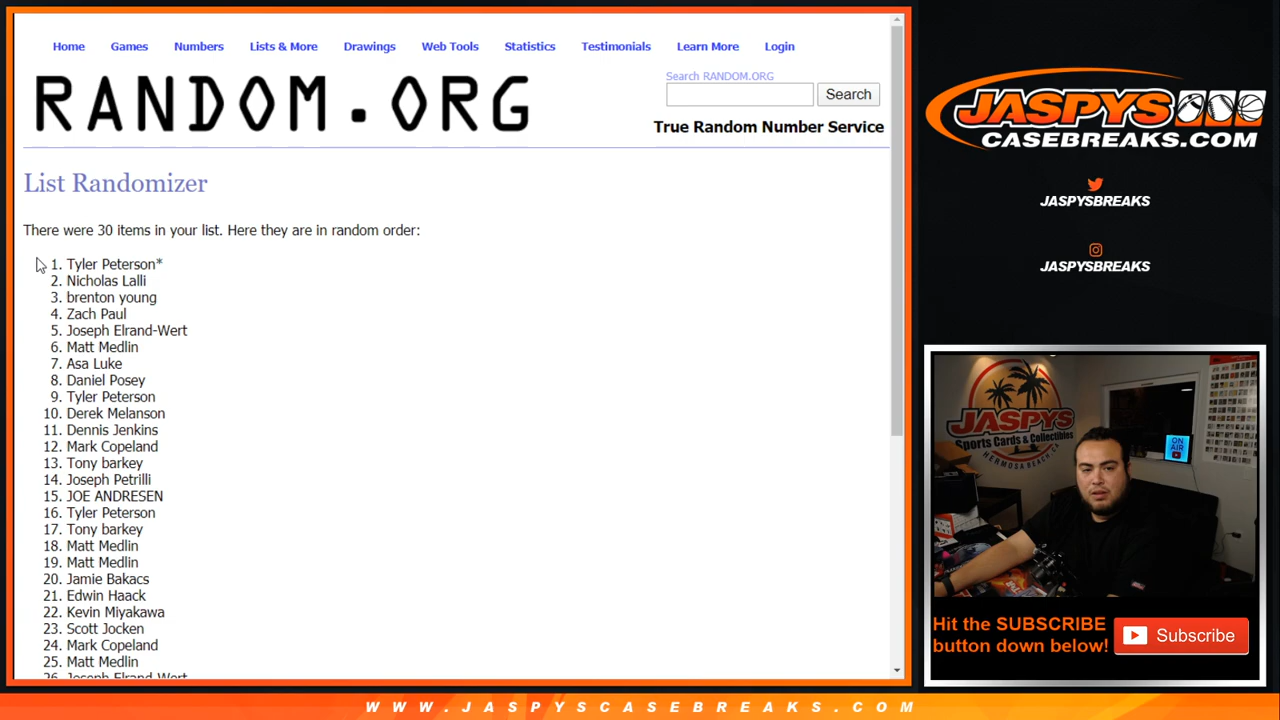 Home Games Numbers Lists & More Drawings Web Tools Statistics Testimonials Learn More Login
RANDOM.ORG
Search RANDOM.ORG
Search
True Random Number Service
List Randomizer
There were 30 items in your list. Here they are in random order:
1. Tyler Peterson*
2. Nicholas Lalli
3. brenton young
4. Zach Paul
5. Joseph Elrand-Wert
6. Matt Medlin
7. Asa Luke
8. Daniel Posey
9. Tyler Peterson
10. Derek Melanson
11. Dennis Jenkins
12. Mark Copeland
13. Tony barkey
14. Joseph Petrilli
15. JOE ANDRESEN
16. Tyler Peterson
17. Tony barkey
18. Matt Medlin
19. Matt Medlin
20. Jamie Bakacs
21. Edwin Haack
22. Kevin Miyakawa
23. Scott Jocken
24. Mark Copeland
25. Matt Medlin
26. Joseph Elrand-Wert
JASPYS
CASEBREAKS.COM
JASPYSBREAKS
JASPYSBREAKS
JASPYS
Sports Cards & Collectibles
HERMOSA BEACH, CA
ON
AIR
Hit the SUBSCRIBE
button down below!
Subscribe
WWW.JASPYSCASEBREAKS.COM